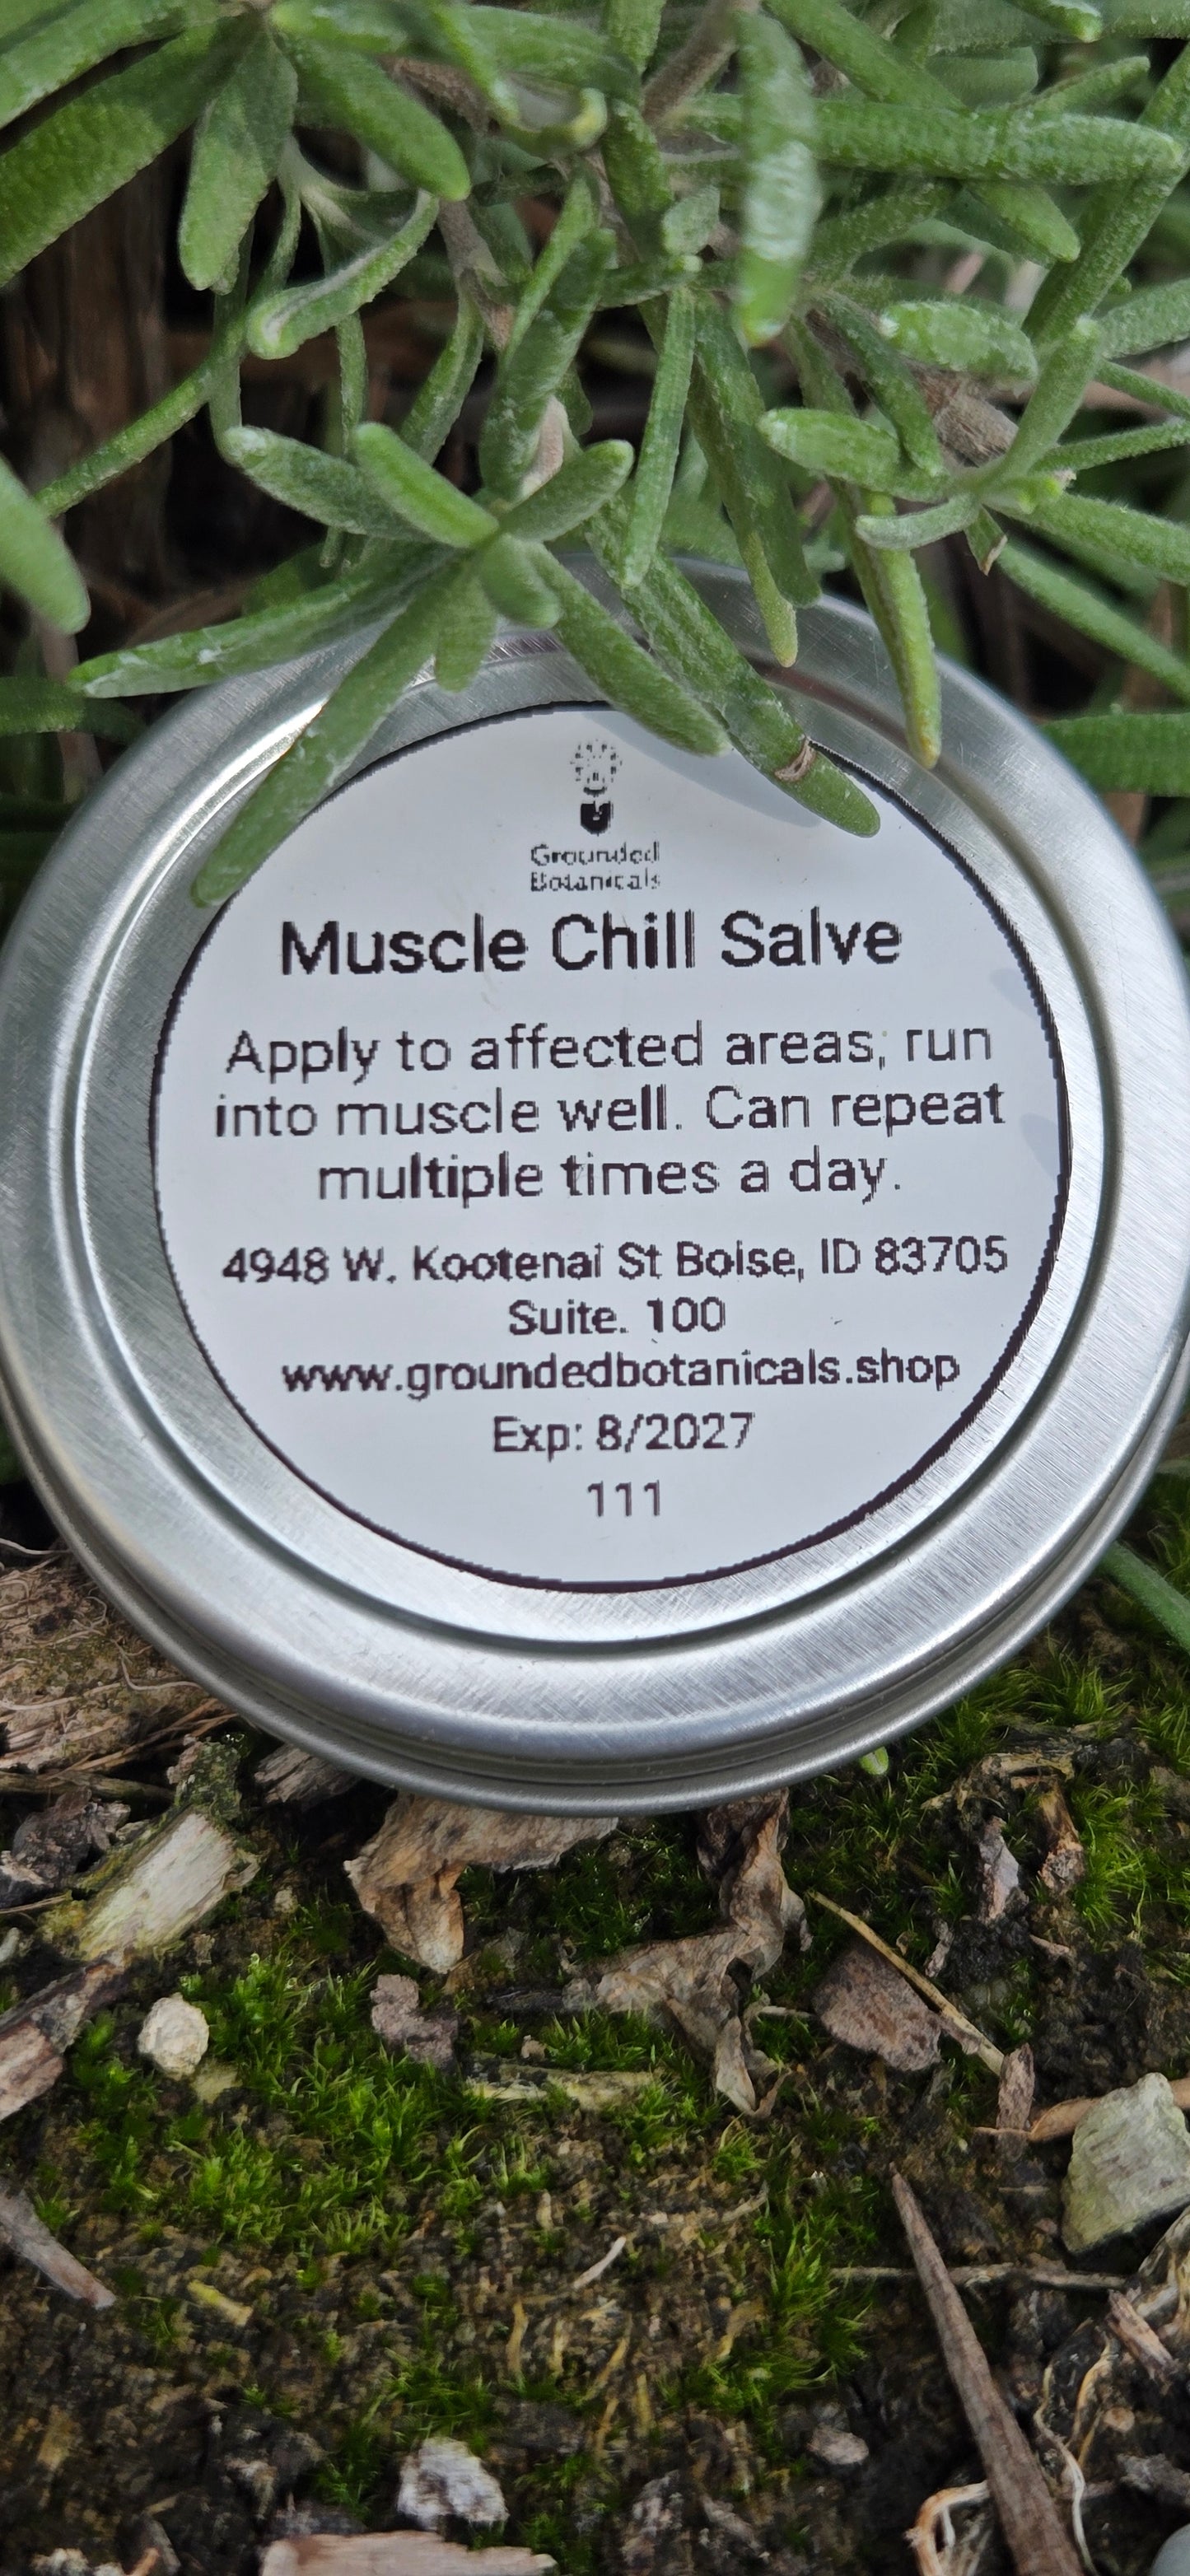 Grounded
Botanicals
Muscle Chill Salve
Apply to affected areas; run
into muscle well. Can repeat
multiple times a day.
4948 W. Kootenai St Boise, ID 83705
Suite. 100
www.groundedbotanicals.shop
Exp: 8/2027
111